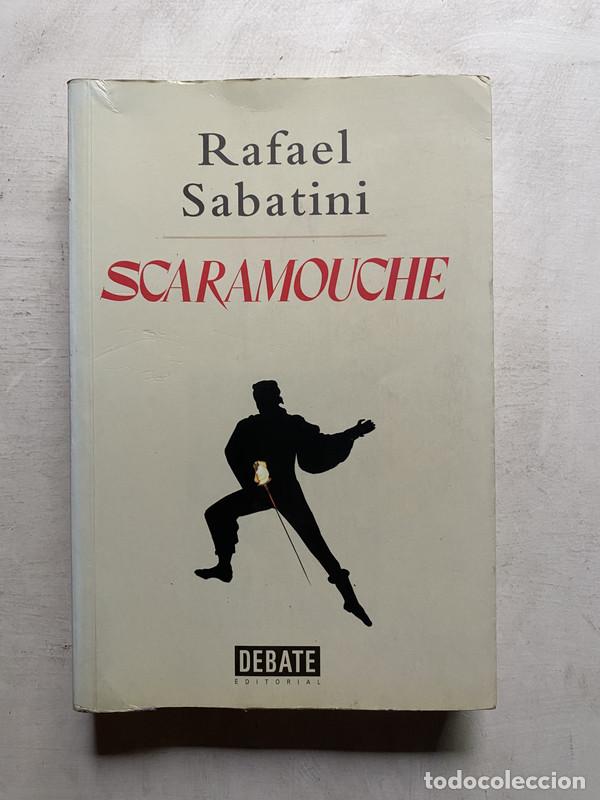 Rafael
Sabatini
SCARAMOUCHE
DEBATE
EDITORIAL
todocoleccion